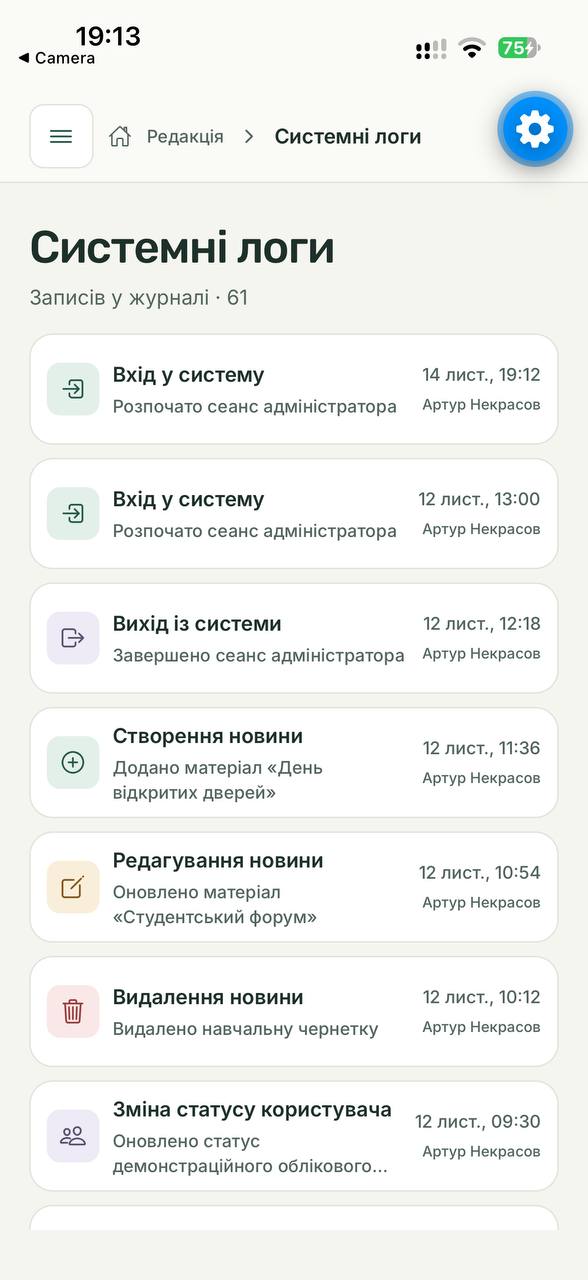 19:13
◀ Camera
75
Редакція
Системні логи
Системні логи
Записів у журналі · 61
Вхід у систему
14 лист., 19:12
Розпочато сеанс адміністратора
Артур Некрасов
Вхід у систему
12 лист., 13:00
Розпочато сеанс адміністратора
Артур Некрасов
Вихід із системи
12 лист., 12:18
Завершено сеанс адміністратора
Артур Некрасов
Створення новини
12 лист., 11:36
Додано матеріал «День
відкритих дверей»
Артур Некрасов
Редагування новини
12 лист., 10:54
Оновлено матеріал
«Студентський форум»
Артур Некрасов
Видалення новини
12 лист., 10:12
Видалено навчальну чернетку
Артур Некрасов
Зміна статусу користувача
12 лист., 09:30
Оновлено статус
демонстраційного облікового...
Артур Некрасов